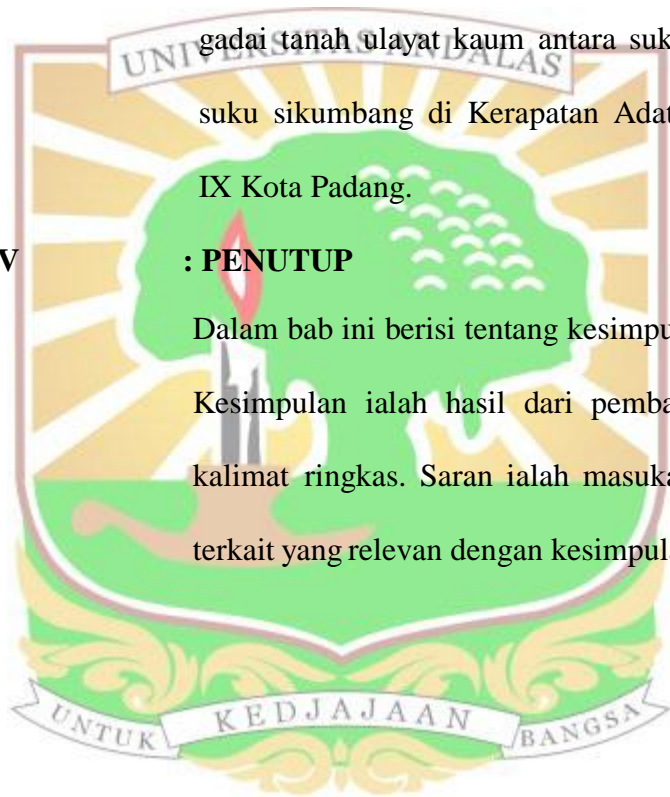 UNIVERSITAS ANDALAS
gadai tanah ulayat kaum antara suk
suku sikumbang di Kerapatan Adat
IX Kota Padang.
V : PENUTUP
Dalam bab ini berisi tentang kesimpu
Kesimpulan ialah hasil dari pemba
kalimat ringkas. Saran ialah masuka
terkait yang relevan dengan kesimpul
UNTUK KEDJAJAAN BANGSA